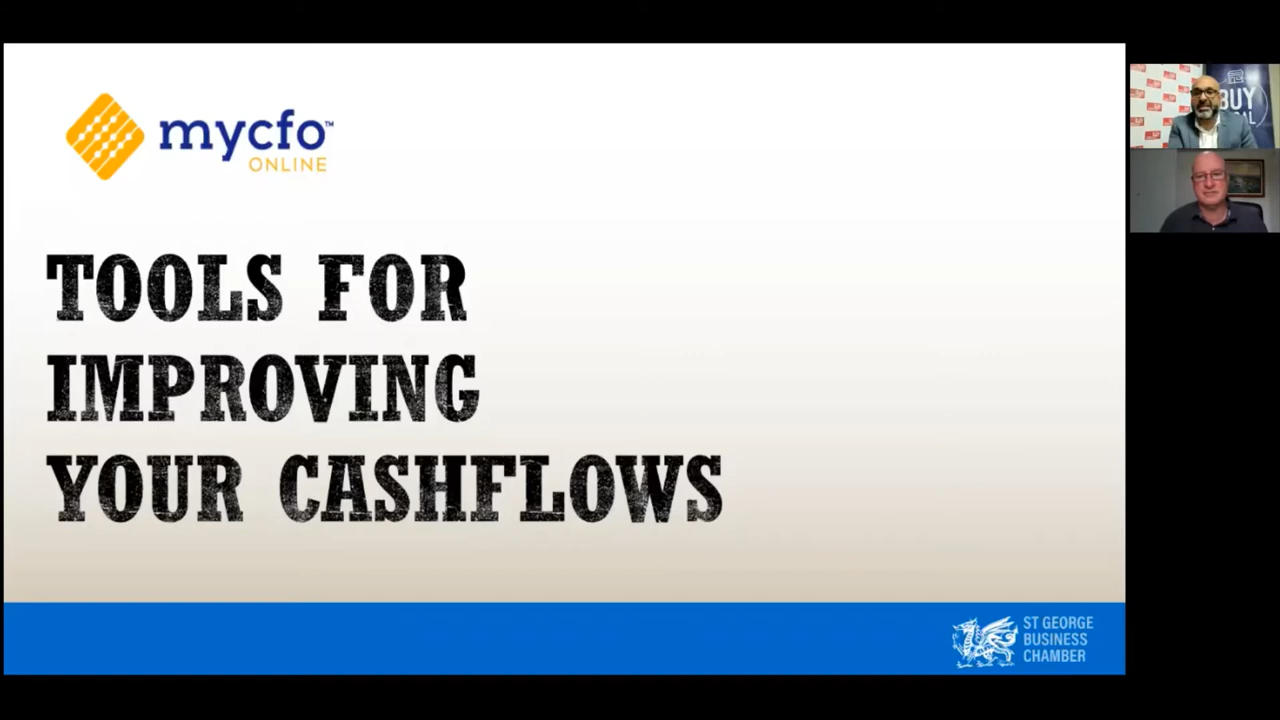 mycfo™
ONLINE
TOOLS FOR
IMPROVING
YOUR CASHFLOWS
ST GEORGE
BUSINESS
CHAMBER
BUY